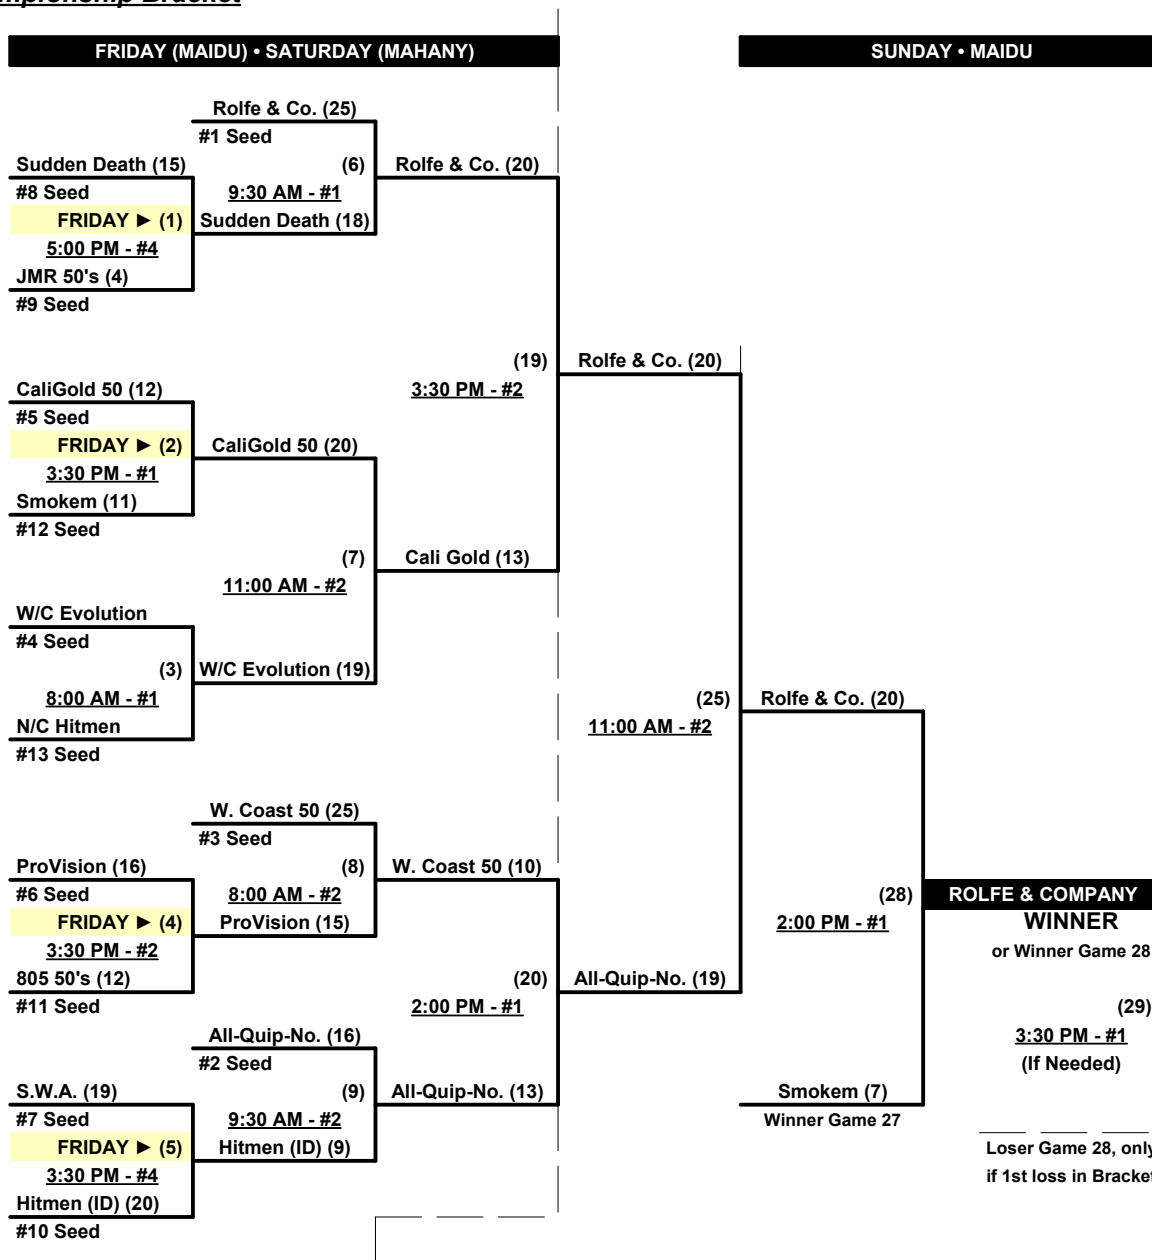 mpionship Bracket
FRIDAY (MAIDU) • SATURDAY (MAHANY)
SUNDAY • MAIDU
Rolfe & Co. (25)
#1 Seed
Sudden Death (15)
(6)
Rolfe & Co. (20)
#8 Seed
9:30 AM - #1
FRIDAY ► (1)
Sudden Death (18)
5:00 PM - #4
JMR 50's (4)
#9 Seed
(19)
Rolfe & Co. (20)
CaliGold 50 (12)
3:30 PM - #2
#5 Seed
FRIDAY ► (2)
CaliGold 50 (20)
3:30 PM - #1
Smokem (11)
#12 Seed
(7)
Cali Gold (13)
11:00 AM - #2
W/C Evolution
#4 Seed
(3)
W/C Evolution (19)
8:00 AM - #1
(25)
Rolfe & Co. (20)
N/C Hitmen
11:00 AM - #2
#13 Seed
W. Coast 50 (25)
#3 Seed
ProVision (16)
(8)
W. Coast 50 (10)
#6 Seed
8:00 AM - #2
(28)
ROLFE & COMPANY
FRIDAY ► (4)
ProVision (15)
2:00 PM - #1
WINNER
3:30 PM - #2
or Winner Game 28
805 50's (12)
(20)
All-Quip-No. (19)
#11 Seed
2:00 PM - #1
(29)
All-Quip-No. (16)
3:30 PM - #1
#2 Seed
(If Needed)
S.W.A. (19)
(9)
All-Quip-No. (13)
Smokem (7)
#7 Seed
9:30 AM - #2
Winner Game 27
FRIDAY ► (5)
Hitmen (ID) (9)
Loser Game 28, only
3:30 PM - #4
if 1st loss in Bracket
Hitmen (ID) (20)
#10 Seed